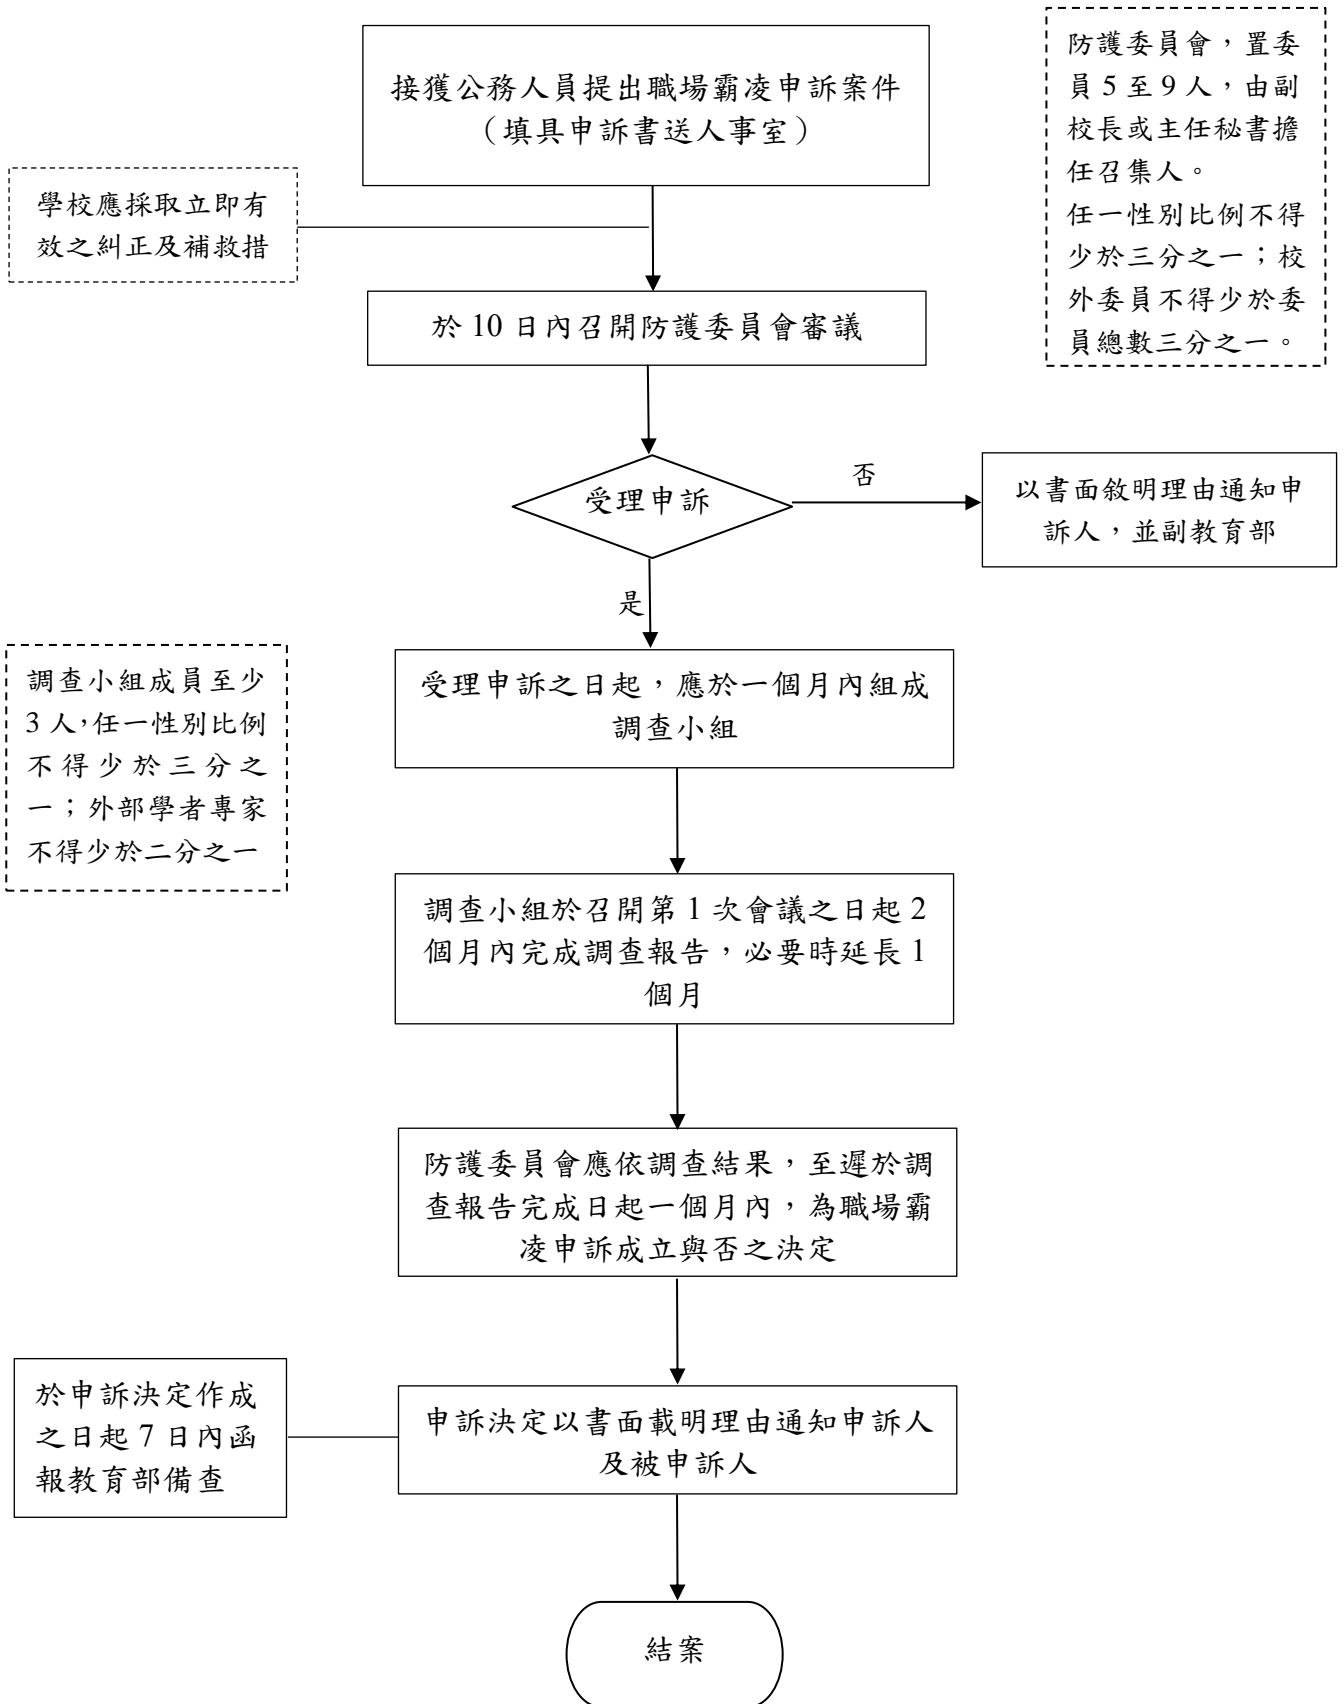 接獲公務人員提出職場霸凌申訴案件
（填具申訴書送人事室）
防護委員會，置委
員 5 至 9 人，由副
校長或主任秘書擔
任召集人。
任一性別比例不得
少於三分之一；校
外委員不得少於委
員總數三分之一。
學校應採取立即有
效之糾正及補救措
於 10 日內召開防護委員會審議
受理申訴
否
以書面敘明理由通知申
訴人，並副教育部
是
受理申訴之日起，應於一個月內組成
調查小組
調查小組成員至少
3 人，任一性別比例
不得少於三分之
一；外部學者專家
不得少於二分之一
調查小組於召開第 1 次會議之日起 2
個月內完成調查報告，必要時延長 1
個月
防護委員會應依調查結果，至遲於調
查報告完成日起一個月內，為職場霸
凌申訴成立與否之決定
於申訴決定作成
之日起 7 日內函
報教育部備查
申訴決定以書面載明理由通知申訴人
及被申訴人
結案